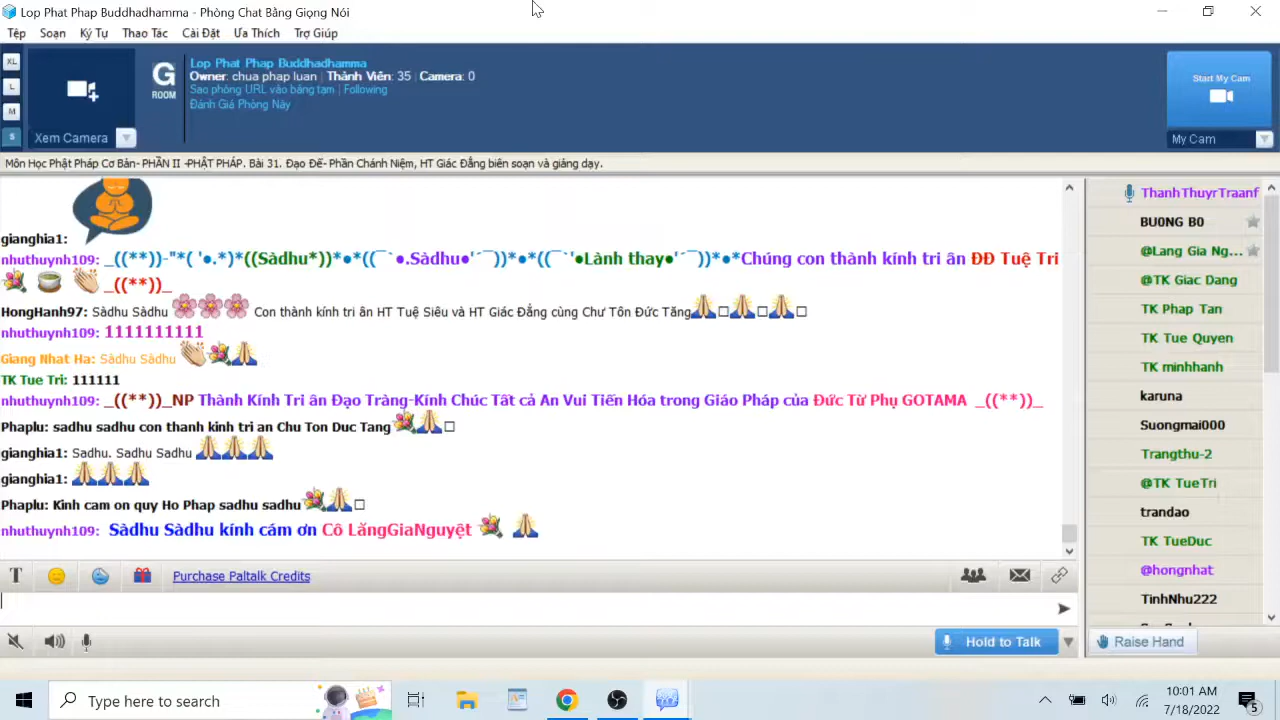 Lop Phat Phap Buddhadhamma - Phòng Chat Bằng Giọng Nói
Tệp Soạn Ký Tự Thao Tác Cài Đặt Ưa Thích Trợ Giúp
XL
L
M
S
Xem Camera
G
ROOM
Lop Phat Phap Buddhadhamma
Owner: chua phap luan | Thành Viên: 35 | Camera: 0
Sao phòng URL vào bảng tạm | Following
Đánh Giá Phòng Này
Start My Cam
My Cam
Môn Học Phật Pháp Cơ Bản- PHẦN II -PHẬT PHÁP. Bài 31. Đạo Đế- Phần Chánh Niệm, HT Giác Đẳng biên soạn và giảng dạy.
gianghia1:
nhuthuynh109: _((**))-"*( '●.*)*((Sàdhu*))*●*((¯`●.Sàdhu●'´¯))*●*((¯`'●Lành thay●'´¯))*●*Chúng con thành kính tri ân ĐĐ Tuệ Tri
_((**))_
HongHanh97: Sàdhu Sàdhu Con thành kính tri ân HT Tuệ Siêu và HT Giác Đẳng cùng Chư Tôn Đức Tăng
nhuthuynh109: 1111111111
Giang Nhat Ha: Sàdhu Sàdhu
TK Tue Tri: 111111
nhuthuynh109: _((**))_NP Thành Kính Tri ân Đạo Tràng-Kính Chúc Tất cả An Vui Tiến Hóa trong Giáo Pháp của Đức Từ Phụ GOTAMA _((**))_
Phaplu: sadhu sadhu con thanh kinh tri an Chu Ton Duc Tang
gianghia1: Sadhu. Sadhu Sadhu
gianghia1:
Phaplu: Kinh cam on quy Ho Phap sadhu sadhu
nhuthuynh109: Sàdhu Sàdhu kính cám ơn Cô LăngGiaNguyệt
ThanhThuyrTraanf
BU0NG B0
@Lang Gia Ng...
@TK Giac Dang
TK Phap Tan
TK Tue Quyen
TK minhhanh
karuna
Suongmai000
Trangthu-2
@TK TueTri
trandao
TK TueDuc
@hongnhat
TinhNhu222
T
Purchase Paltalk Credits
Hold to Talk
Raise Hand
Type here to search
10:01 AM
7/18/2022
5